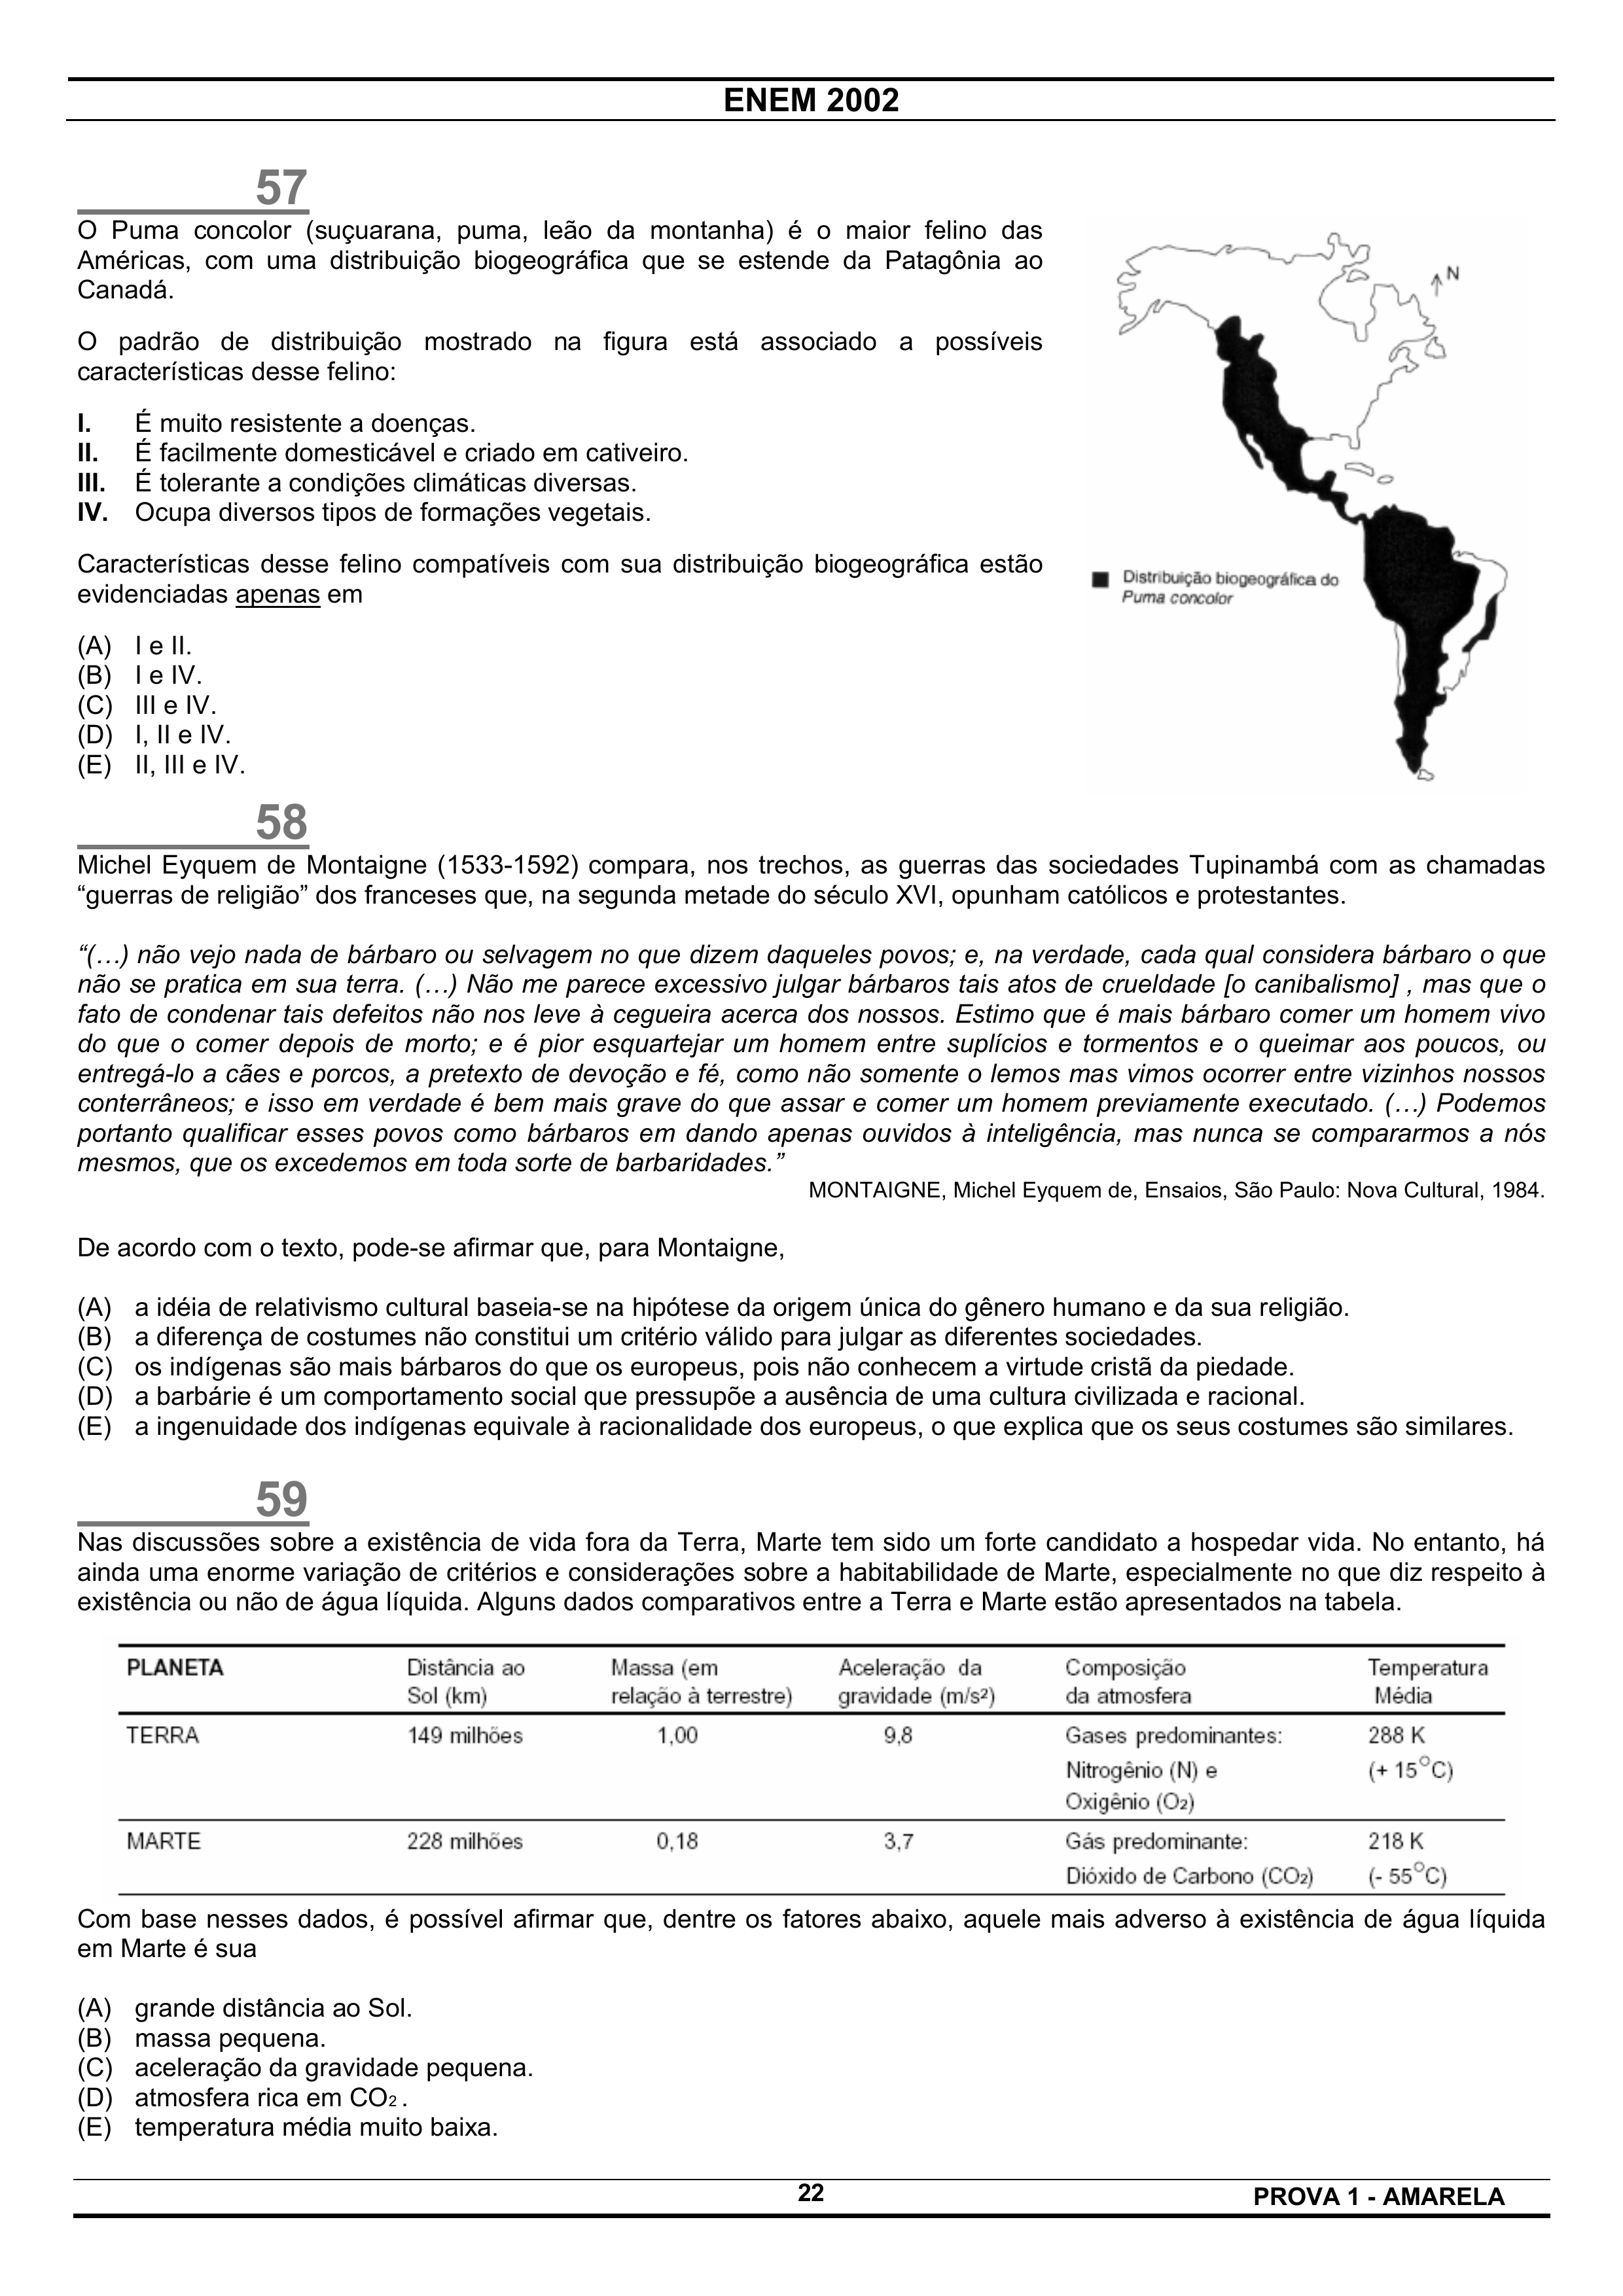 ENEM 2002
57
O Puma concolor (suçuarana, puma, leão da montanha) é o maior felino das
Américas, com uma distribuição biogeográfica que se estende da Patagônia ao
Canadá.
O padrão de distribuição mostrado na figura está associado a possíveis
características desse felino:
I. É muito resistente a doenças.
II. É facilmente domesticável e criado em cativeiro.
III. É tolerante a condições climáticas diversas.
IV. Ocupa diversos tipos de formações vegetais.
Características desse felino compatíveis com sua distribuição biogeográfica estão
evidenciadas apenas em
(A) I e II.
(B) I e IV.
(C) III e IV.
(D) I, II e IV.
(E) II, III e IV.
N
Distribuição biogeográfica do
Puma concolor
58
Michel Eyquem de Montaigne (1533-1592) compara, nos trechos, as guerras das sociedades Tupinambá com as chamadas
“guerras de religião” dos franceses que, na segunda metade do século XVI, opunham católicos e protestantes.
“(…) não vejo nada de bárbaro ou selvagem no que dizem daqueles povos; e, na verdade, cada qual considera bárbaro o que
não se pratica em sua terra. (…) Não me parece excessivo julgar bárbaros tais atos de crueldade [o canibalismo] , mas que o
fato de condenar tais defeitos não nos leve à cegueira acerca dos nossos. Estimo que é mais bárbaro comer um homem vivo
do que o comer depois de morto; e é pior esquartejar um homem entre suplícios e tormentos e o queimar aos poucos, ou
entregá-lo a cães e porcos, a pretexto de devoção e fé, como não somente o lemos mas vimos ocorrer entre vizinhos nossos
conterrâneos; e isso em verdade é bem mais grave do que assar e comer um homem previamente executado. (…) Podemos
portanto qualificar esses povos como bárbaros em dando apenas ouvidos à inteligência, mas nunca se compararmos a nós
mesmos, que os excedemos em toda sorte de barbaridades.”
MONTAIGNE, Michel Eyquem de, Ensaios, São Paulo: Nova Cultural, 1984.
De acordo com o texto, pode-se afirmar que, para Montaigne,
(A) a idéia de relativismo cultural baseia-se na hipótese da origem única do gênero humano e da sua religião.
(B) a diferença de costumes não constitui um critério válido para julgar as diferentes sociedades.
(C) os indígenas são mais bárbaros do que os europeus, pois não conhecem a virtude cristã da piedade.
(D) a barbárie é um comportamento social que pressupõe a ausência de uma cultura civilizada e racional.
(E) a ingenuidade dos indígenas equivale à racionalidade dos europeus, o que explica que os seus costumes são similares.
59
Nas discussões sobre a existência de vida fora da Terra, Marte tem sido um forte candidato a hospedar vida. No entanto, há
ainda uma enorme variação de critérios e considerações sobre a habitabilidade de Marte, especialmente no que diz respeito à
existência ou não de água líquida. Alguns dados comparativos entre a Terra e Marte estão apresentados na tabela.
PLANETA Distância ao Massa (em Aceleração da Composição Temperatura
Sol (km) relação à terrestre) gravidade (m/s²) da atmosfera Média
TERRA 149 milhões 1,00 9,8 Gases predominantes: 288 K
Nitrogênio (N) e (+ 15°C)
Oxigênio (O₂)
MARTE 228 milhões 0,18 3,7 Gás predominante: 218 K
Dióxido de Carbono (CO₂) (- 55°C)
Com base nesses dados, é possível afirmar que, dentre os fatores abaixo, aquele mais adverso à existência de água líquida
em Marte é sua
(A) grande distância ao Sol.
(B) massa pequena.
(C) aceleração da gravidade pequena.
(D) atmosfera rica em CO₂ .
(E) temperatura média muito baixa.
22
PROVA 1 - AMARELA